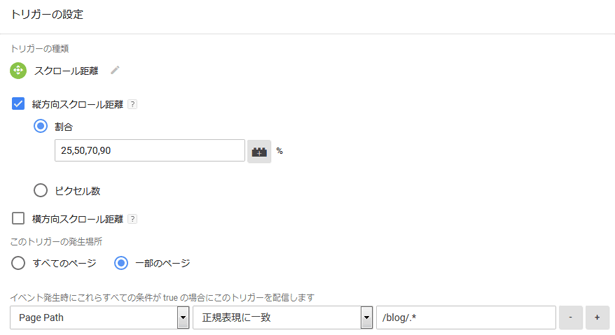 トリガーの設定
トリガーの種類
スクロール距離
縦方向スクロール距離 ?
割合
25,50,70,90 %
ピクセル数
横方向スクロール距離 ?
このトリガーの発生場所
すべてのページ 一部のページ
イベント発生時にこれらすべての条件が true の場合にこのトリガーを配信します
Page Path 正規表現に一致 /blog/.* - +